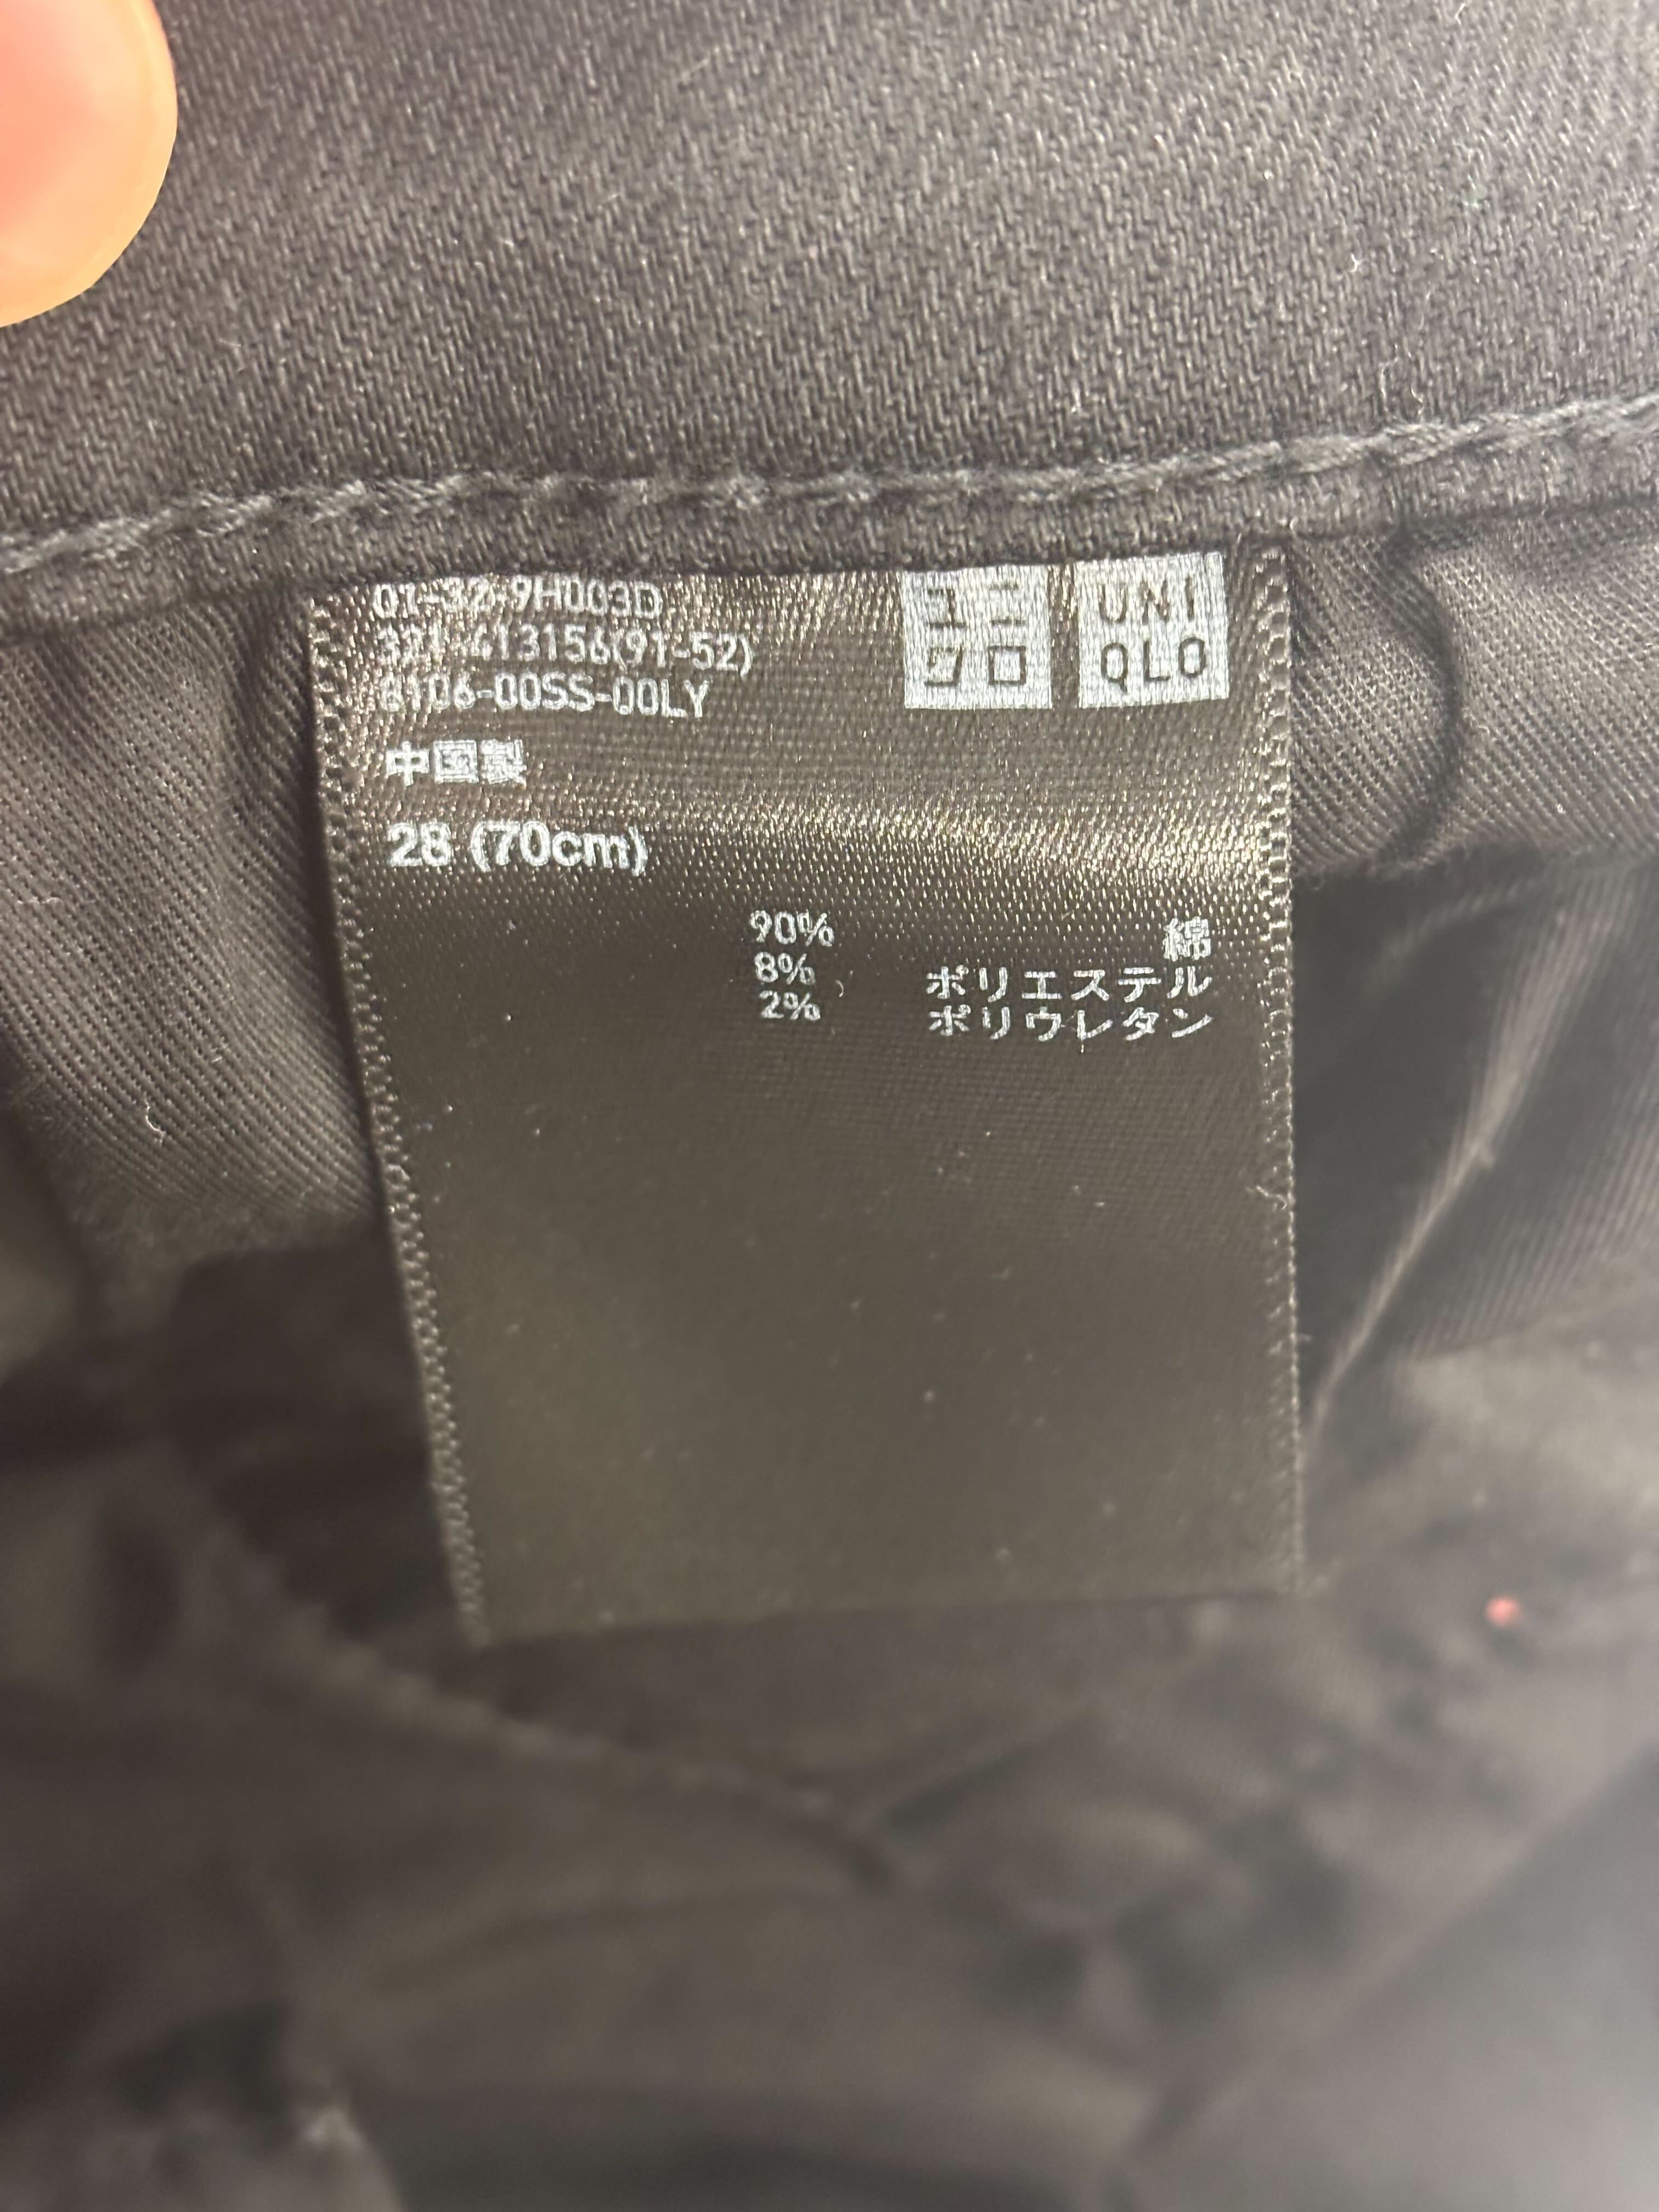 ユニ
クロ
UNI
QLO
01-32-9H003D
321-413156(91-52)
0106-00SS-00LY
中国製
28 (70cm)
90% 綿
8% ポリエステル
2% ポリウレタン